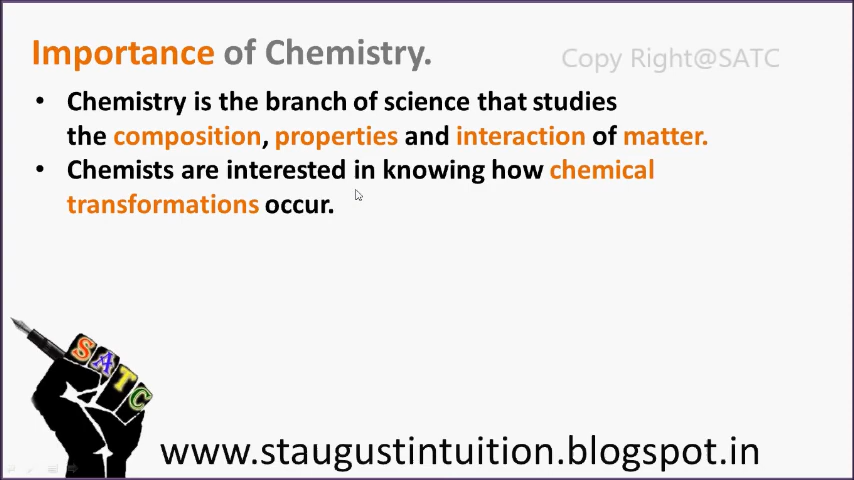 Importance of Chemistry.
Copy Right@SATC
• Chemistry is the branch of science that studies
the composition, properties and interaction of matter.
• Chemists are interested in knowing how chemical
transformations occur.
SATC
www.staugustintuition.blogspot.in